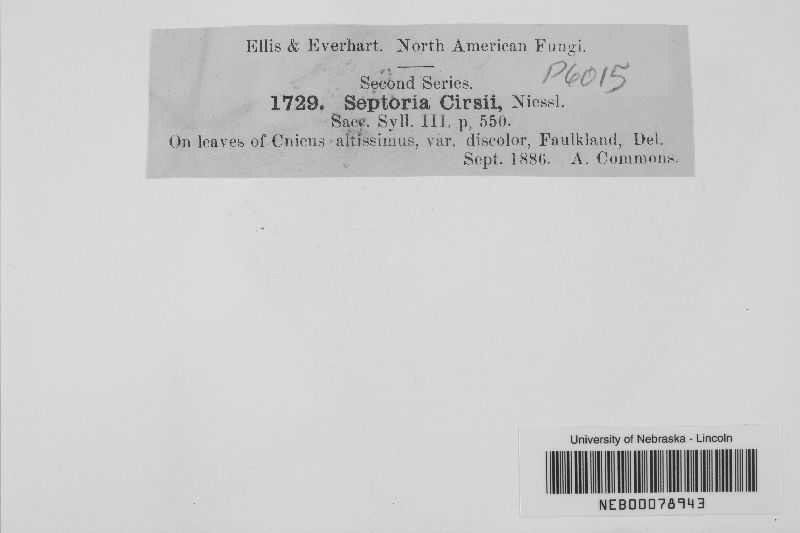 Ellis & Everhart. North American Fungi.
Second Series.
P6015
1729. Septoria Cirsii, Niessl.
Sacc. Syll. III. p, 550.
On leaves of Cnicus altissimus, var. discolor, Faulkland, Del.
Sept. 1886. A. Commons.
University of Nebraska - Lincoln
NEB00078943